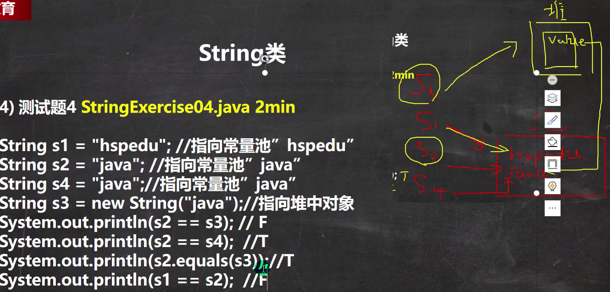 育
String类
4) 测试题4 StringExercise04.java 2min
String s1 = "hspedu"; //指向常量池”hspedu”
String s2 = "java"; //指向常量池”java”
String s4 = "java";//指向常量池”java”
String s3 = new String("java");//指向堆中对象
System.out.println(s2 == s3); // F
System.out.println(s2 == s4); //T
System.out.println(s2.equals(s3));//T
System.out.println(s1 == s2); //F
堆
value
类
2min
S1
S2
S4
; T
java